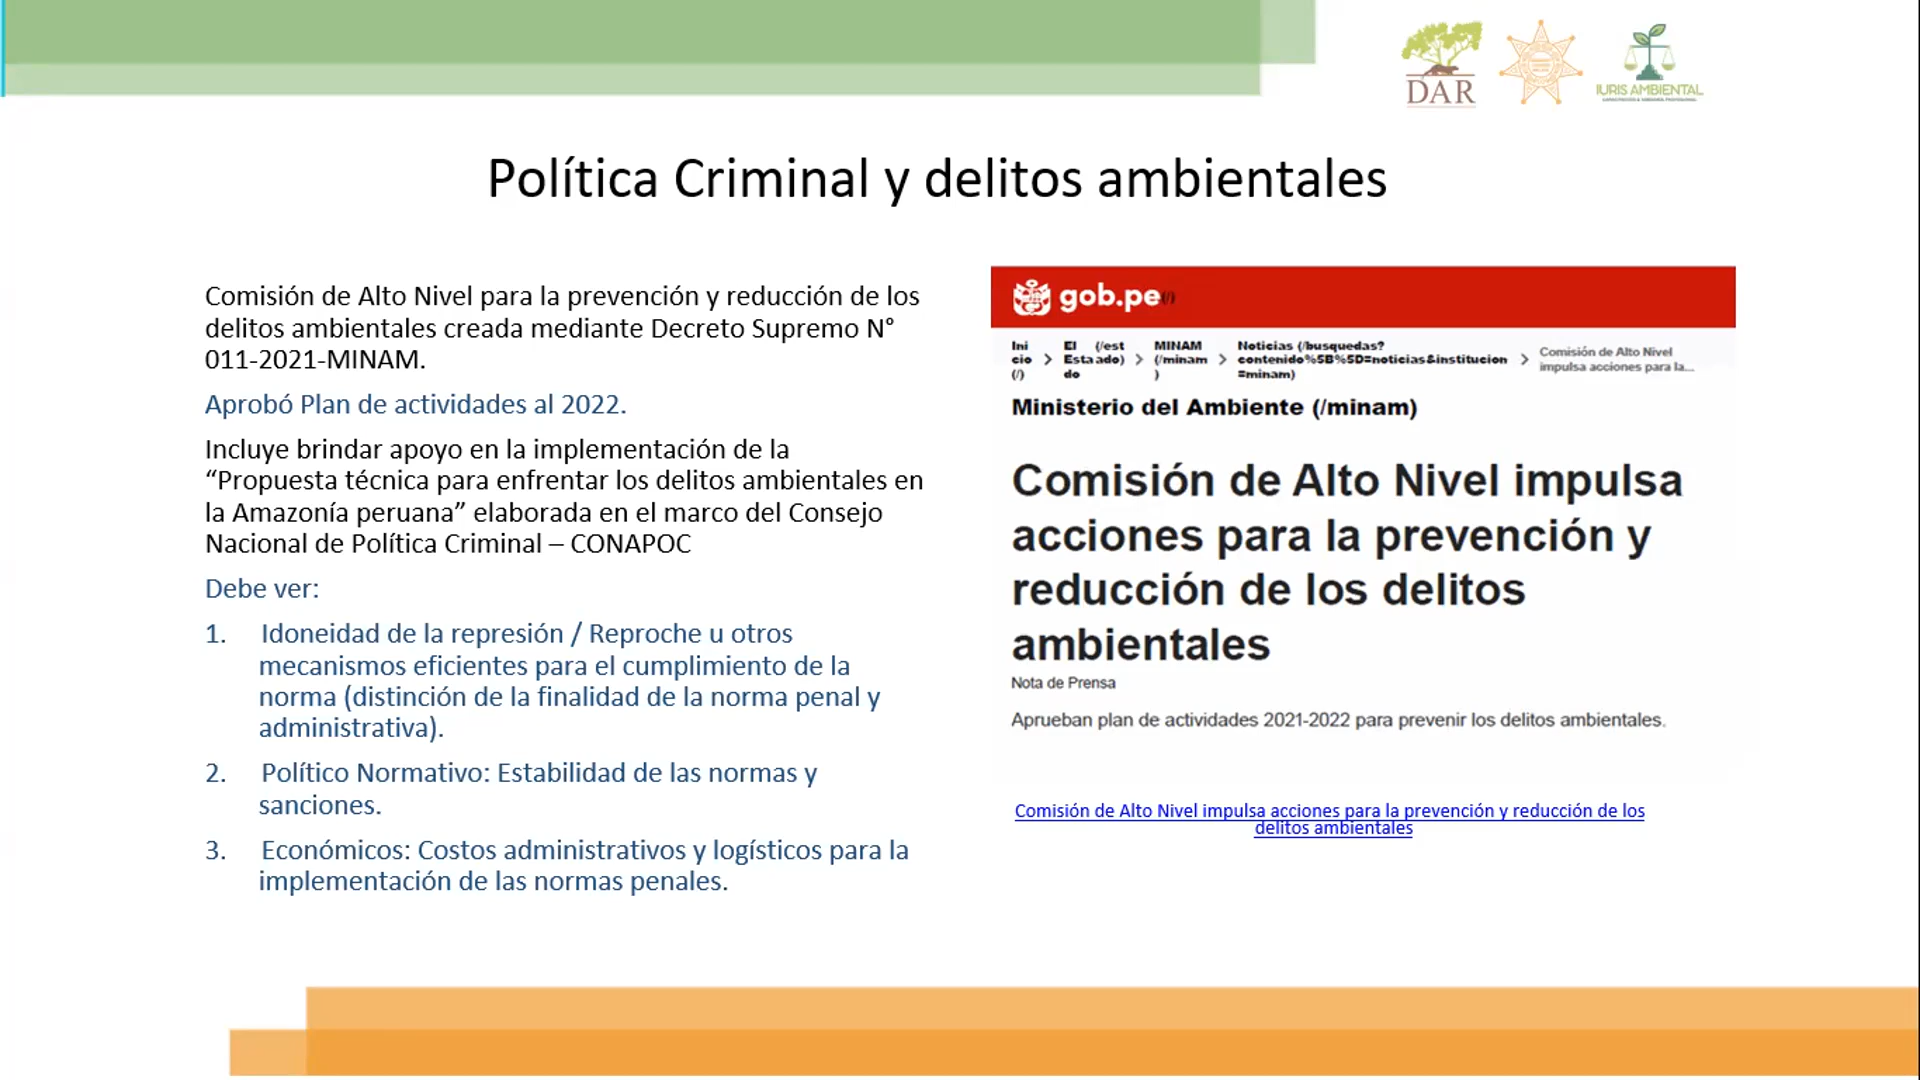 DAR
IURIS AMBIENTAL
Política Criminal y delitos ambientales
Comisión de Alto Nivel para la prevención y reducción de los
delitos ambientales creada mediante Decreto Supremo N°
011-2021-MINAM.
Aprobó Plan de actividades al 2022.
Incluye brindar apoyo en la implementación de la
“Propuesta técnica para enfrentar los delitos ambientales en
la Amazonía peruana” elaborada en el marco del Consejo
Nacional de Política Criminal – CONAPOC
Debe ver:
1. Idoneidad de la represión / Reproche u otros
mecanismos eficientes para el cumplimiento de la
norma (distinción de la finalidad de la norma penal y
administrativa).
2. Político Normativo: Estabilidad de las normas y
sanciones.
3. Económicos: Costos administrativos y logísticos para la
implementación de las normas penales.
gob.pe(/)
Ini El (/est MINAM Noticias (/busquedas? Comisión de Alto Nivel
cio > Esta ado) > (/minam > contenido%5B%5D=noticias&institucion > impulsa acciones para la...
(/) do ) =minam)
Ministerio del Ambiente (/minam)
Comisión de Alto Nivel impulsa
acciones para la prevención y
reducción de los delitos
ambientales
Nota de Prensa
Aprueban plan de actividades 2021-2022 para prevenir los delitos ambientales.
Comisión de Alto Nivel impulsa acciones para la prevención y reducción de los
delitos ambientales